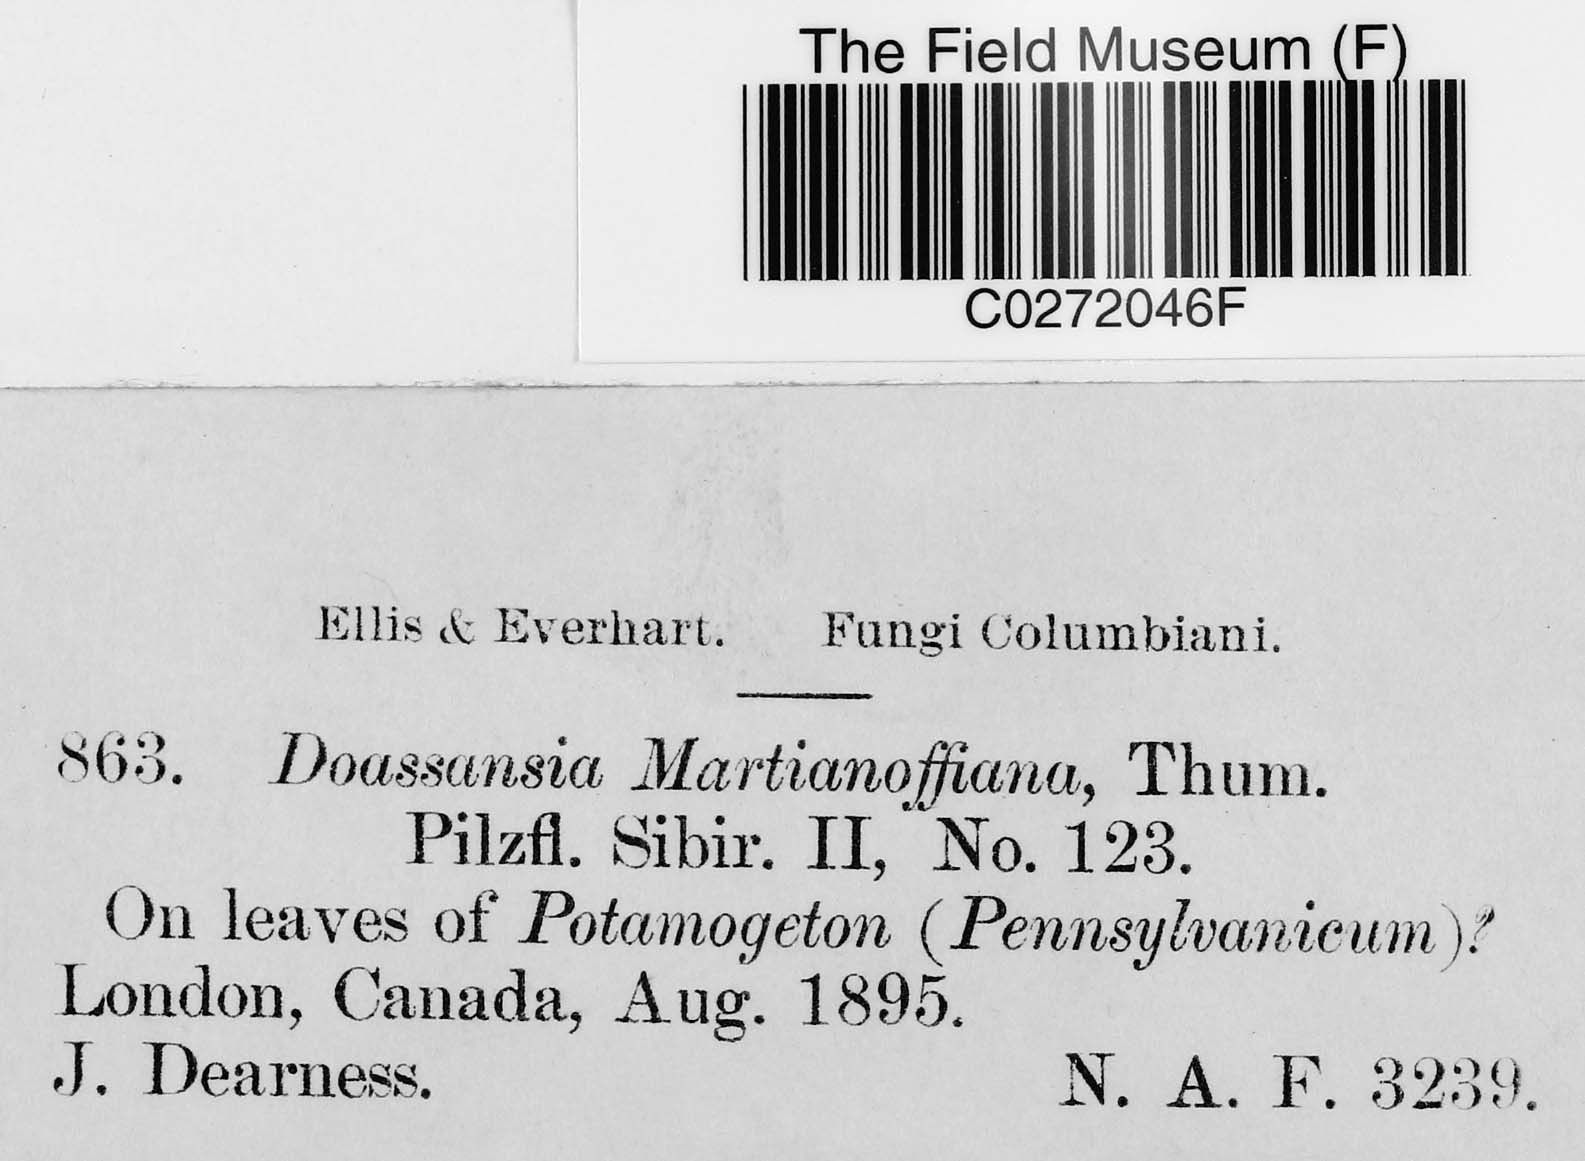 The Field Museum (F)
C0272046F
Ellis & Everhart. Fungi Columbiani.
863. Doassansia Martianoffiana, Thum.
Pilzfl. Sibir. II, No. 123.
On leaves of Potamogeton (Pennsylvanicum)?
London, Canada, Aug. 1895.
J. Dearness. N. A. F. 3239.